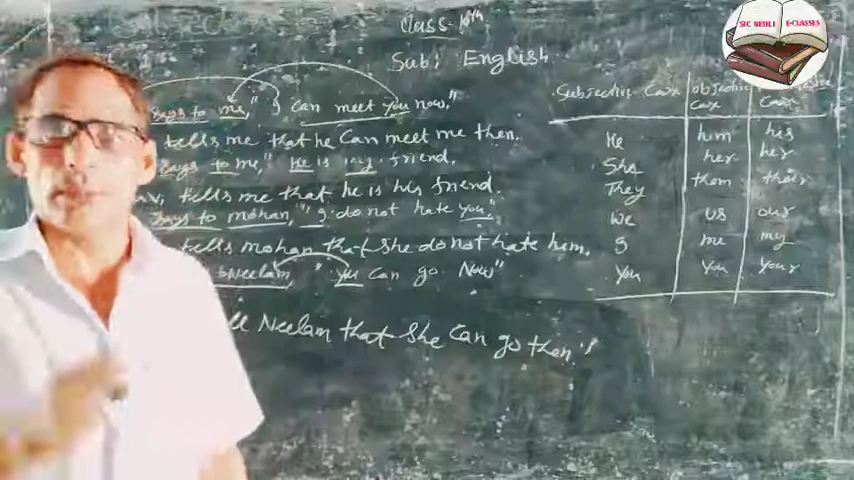 Class-10th
SJC NEULI E-CLASSES
Sub: English
says to me," I can meet you now,"
tells me that he can meet me then.
says to me," He is my friend.
tells me that he is his friend.
says to mohan,"I do not hate you."
tells mohan that she do not hate him.
Neelam, "you can go Now"
Neelam that she can go then."
Subjective Case | objective Case | Case
He | him | his
She | her | her
They | them | their
we | us | our
I | me | my
you | you | your